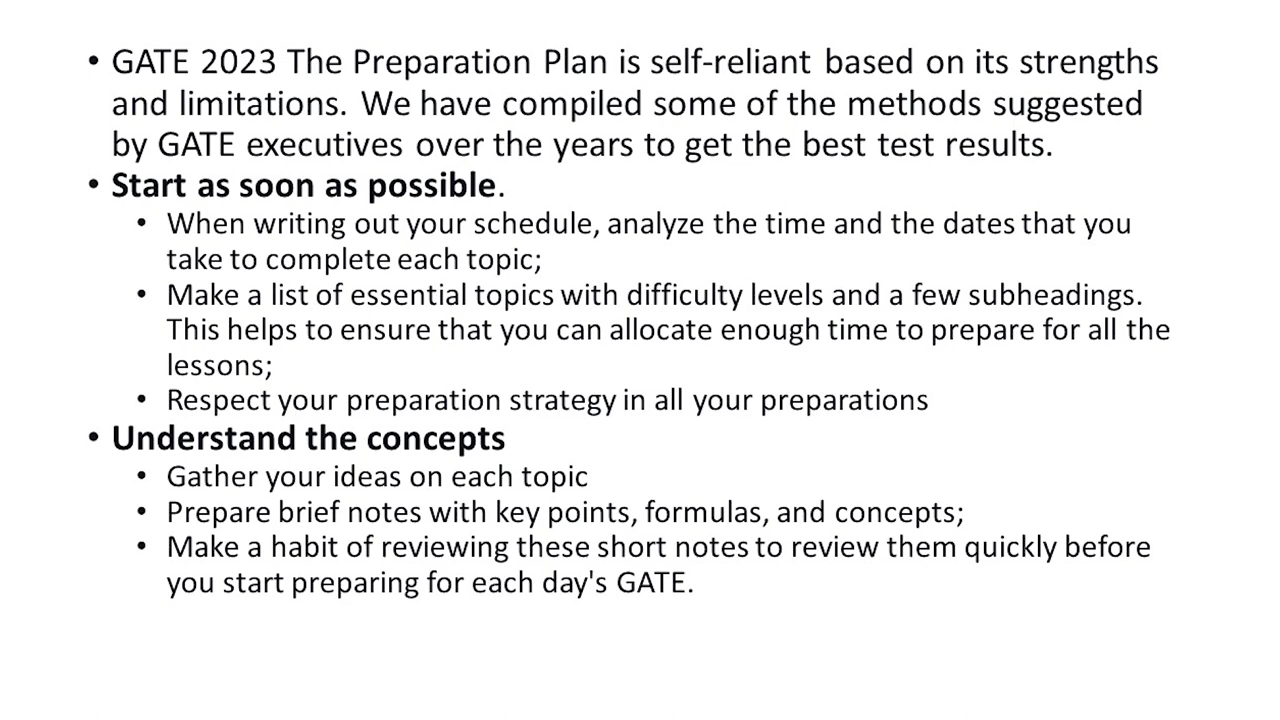 • GATE 2023 The Preparation Plan is self-reliant based on its strengths
and limitations. We have compiled some of the methods suggested
by GATE executives over the years to get the best test results.
• Start as soon as possible.
• When writing out your schedule, analyze the time and the dates that you
take to complete each topic;
• Make a list of essential topics with difficulty levels and a few subheadings.
This helps to ensure that you can allocate enough time to prepare for all the
lessons;
• Respect your preparation strategy in all your preparations
• Understand the concepts
• Gather your ideas on each topic
• Prepare brief notes with key points, formulas, and concepts;
• Make a habit of reviewing these short notes to review them quickly before
you start preparing for each day's GATE.